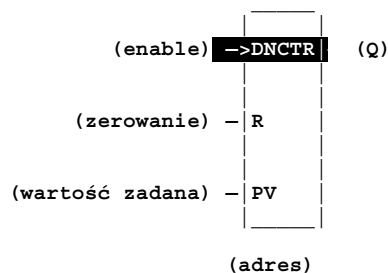 (enable) –>DNCTR (Q)
(zerowanie) – R
(wartość zadana) – PV
(adres)